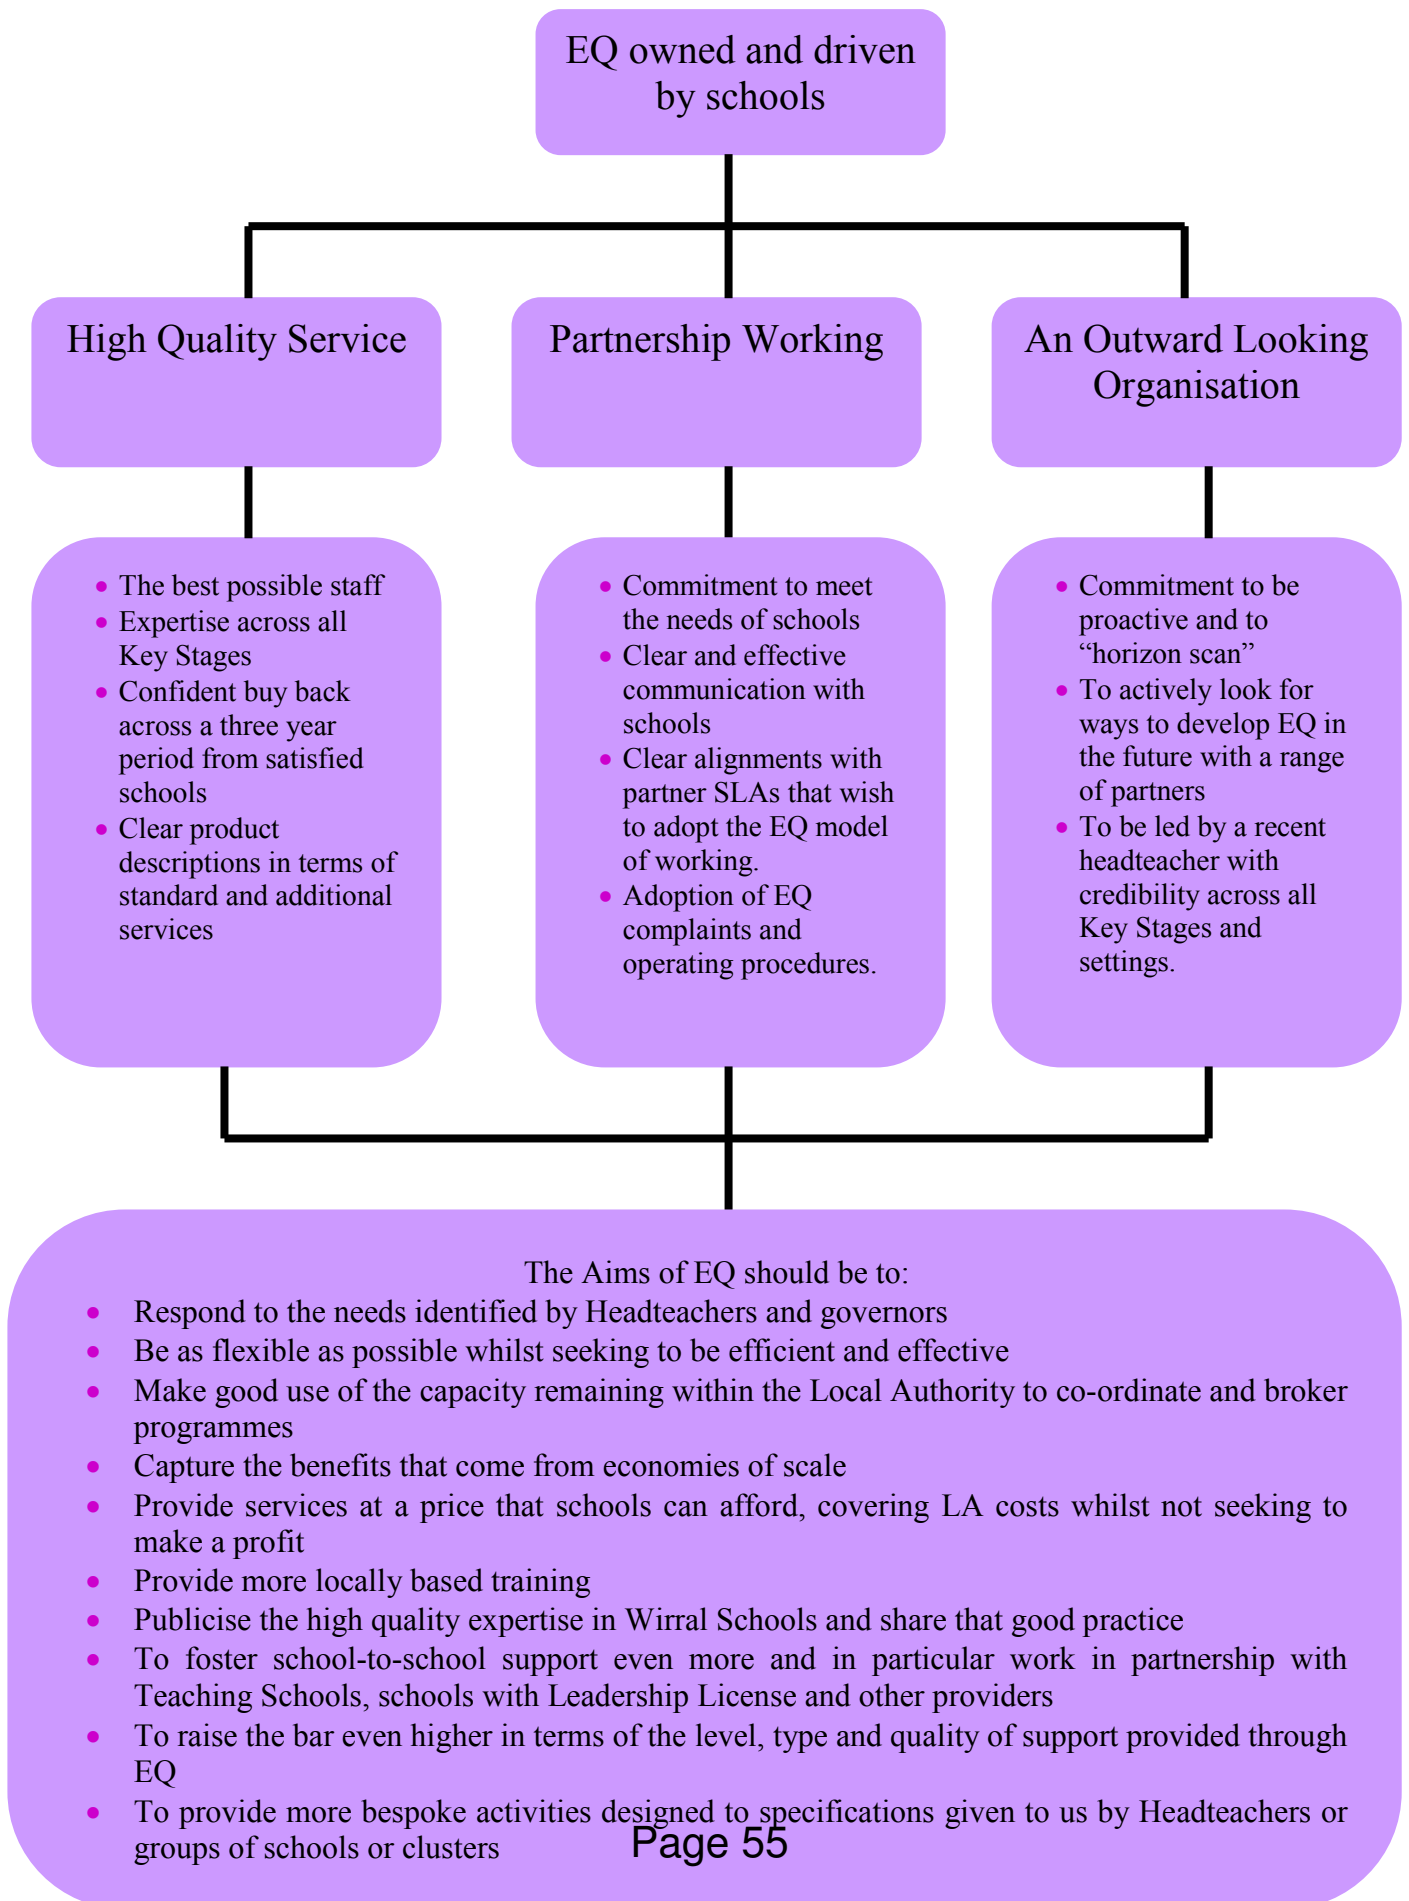 EQ owned and driven
by schools
High Quality Service
Partnership Working
An Outward Looking
Organisation
• The best possible staff
• Expertise across all
Key Stages
• Confident buy back
across a three year
period from satisfied
schools
• Clear product
descriptions in terms of
standard and additional
services
• Commitment to meet
the needs of schools
• Clear and effective
communication with
schools
• Clear alignments with
partner SLAs that wish
to adopt the EQ model
of working.
• Adoption of EQ
complaints and
operating procedures.
• Commitment to be
proactive and to
“horizon scan”
• To actively look for
ways to develop EQ in
the future with a range
of partners
• To be led by a recent
headteacher with
credibility across all
Key Stages and
settings.
The Aims of EQ should be to:
• Respond to the needs identified by Headteachers and governors
• Be as flexible as possible whilst seeking to be efficient and effective
• Make good use of the capacity remaining within the Local Authority to co-ordinate and broker
programmes
• Capture the benefits that come from economies of scale
• Provide services at a price that schools can afford, covering LA costs whilst not seeking to
make a profit
• Provide more locally based training
• Publicise the high quality expertise in Wirral Schools and share that good practice
• To foster school-to-school support even more and in particular work in partnership with
Teaching Schools, schools with Leadership License and other providers
• To raise the bar even higher in terms of the level, type and quality of support provided through
EQ
• To provide more bespoke activities designed to specifications given to us by Headteachers or
groups of schools or clusters
Page 55